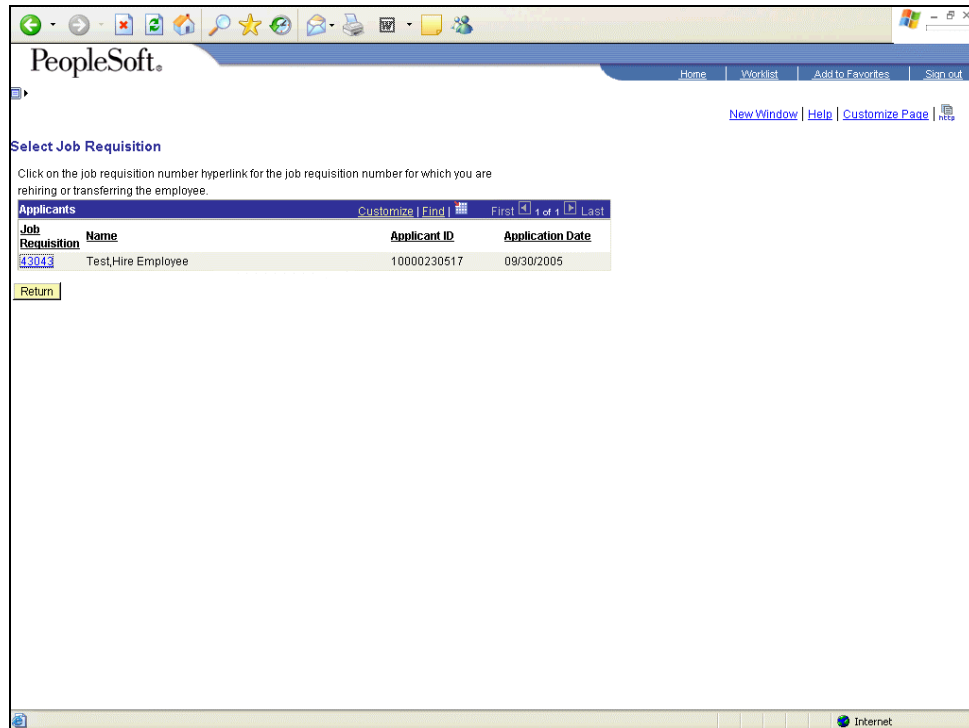 PeopleSoft®
Home | Worklist | Add to Favorites | Sign out
New Window | Help | Customize Page | http
Select Job Requisition
Click on the job requisition number hyperlink for the job requisition number for which you are
rehiring or transferring the employee.
Applicants Customize | Find | First 1 of 1 Last
Job Requisition Name Applicant ID Application Date
43043 Test,Hire Employee 10000230517 09/30/2005
Return
Internet